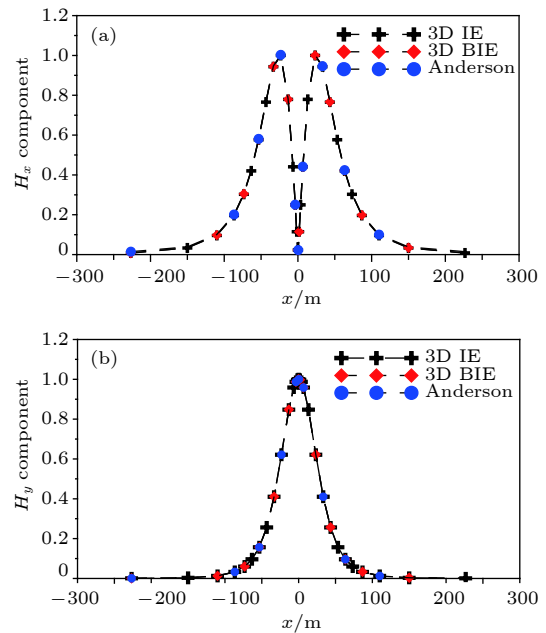 (a)
3D IE
3D BIE
Anderson
1.2
1.0
0.8
0.6
0.4
0.2
0
Hx component
−300 −200 −100 0 100 200 300
x/m
(b)
3D IE
3D BIE
Anderson
1.2
1.0
0.8
0.6
0.4
0.2
0
Hy component
−300 −200 −100 0 100 200 300
x/m